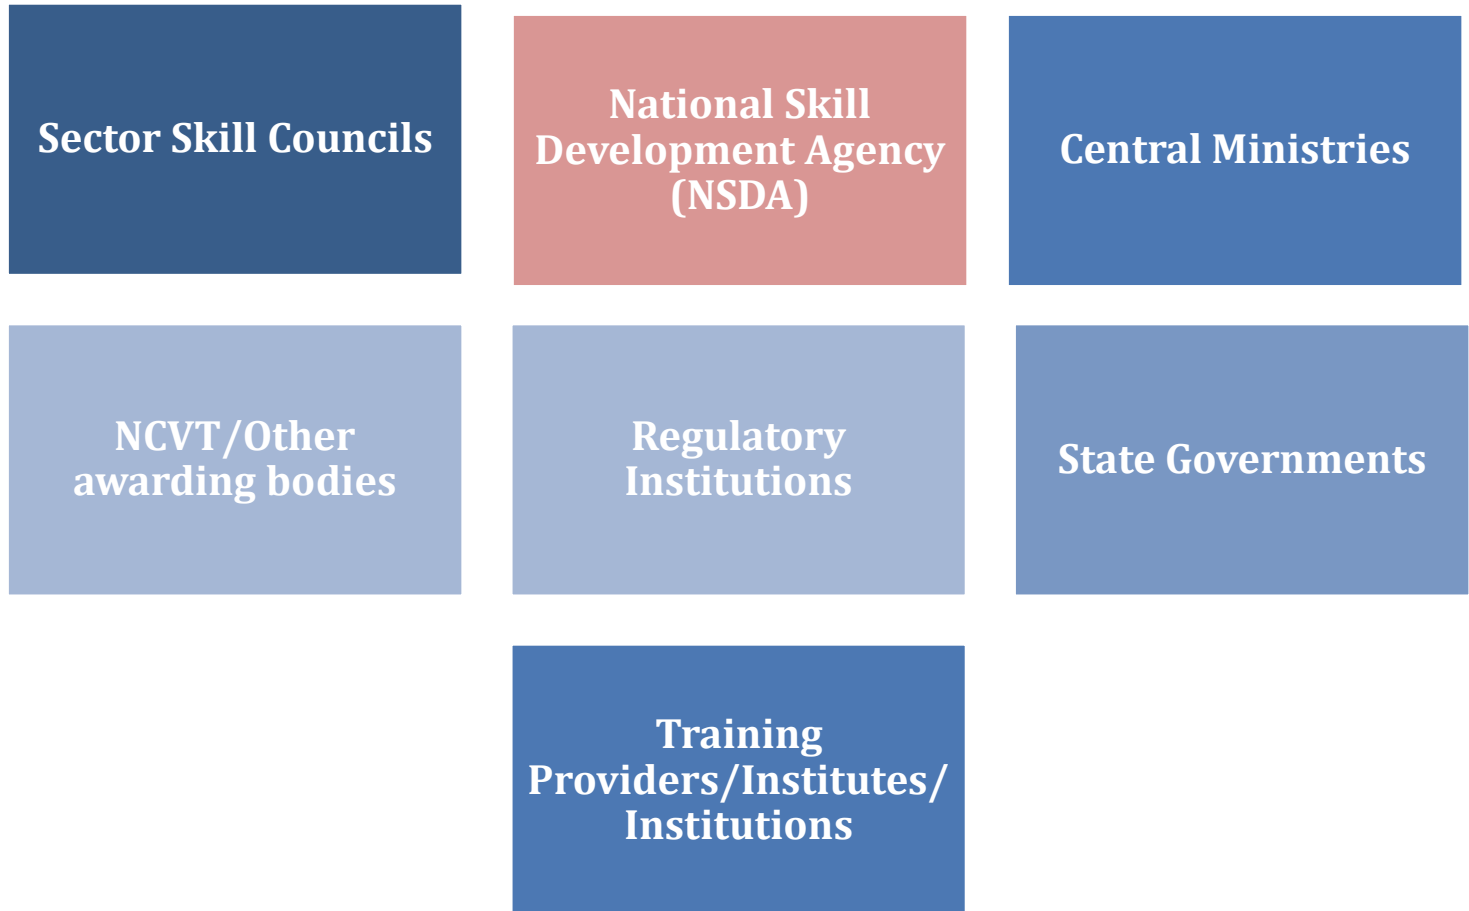 Sector Skill Councils
National Skill
Development Agency
(NSDA)
Central Ministries
NCVT/Other
awarding bodies
Regulatory
Institutions
State Governments
Training
Providers/Institutes/
Institutions